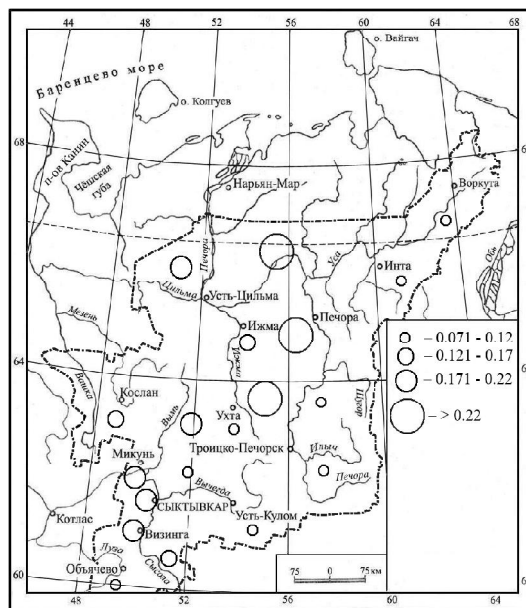 44 48 52 56 60 64
о. Вайгач
Баренцево море
о. Колгуев
68
п-ов Канин
Чёшская
губа
Нарьян-Мар
Воркута
Печора
Уса
Инта
Обь
Цильма
Усть-Цильма
Печора
Мезень
Ижма
Ижма
64
– 0.071 - 0.12
– 0.121 - 0.17
– 0.171 - 0.22
– > 0.22
Вашка
Кослан
Вымь
Ухта
Щугор
Троицко-Печорск
Илыч
Микунь
Печора
Вычегда
СЫКТЫВКАР
Усть-Кулом
Котлас
Визинга
Луза
Объячево
Сысола
60
75 0 75 км
48 52 56 60